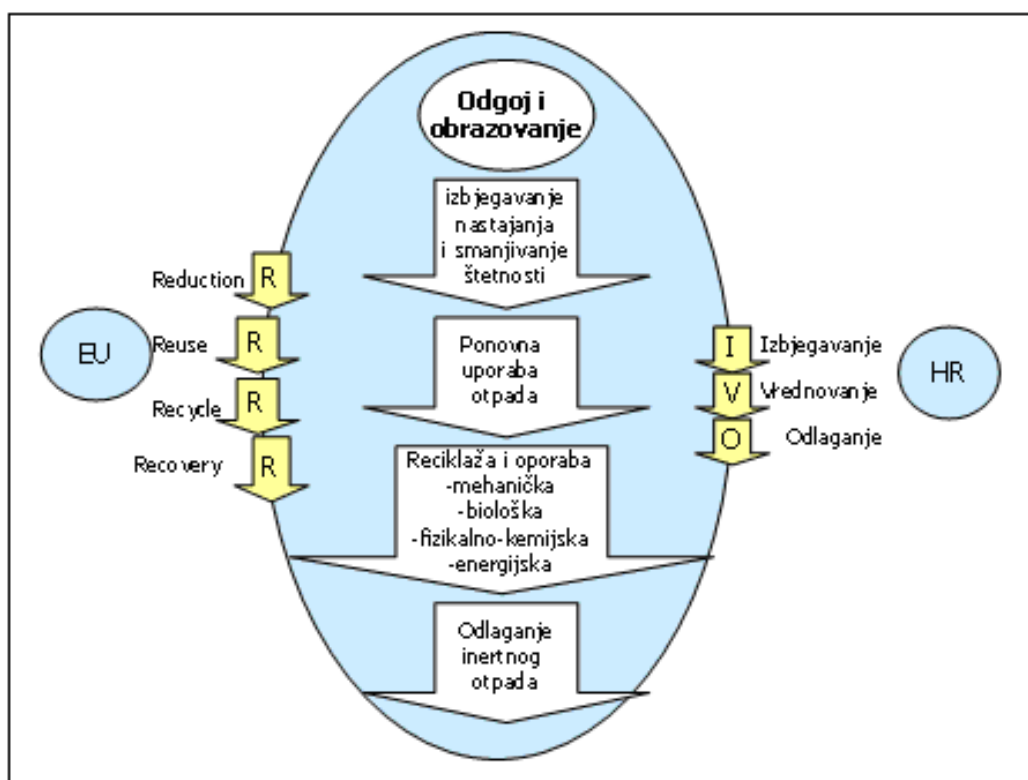 Odgoj i
obrazovanje
izbjegavanje
nastajanja
i smanjivanje
štetnosti
Reduction
R
EU
Reuse
R
Recycle
R
Recovery
R
Ponovna
uporaba
otpada
I
Izbjegavanje
V
Vrednovanje
O
Odlaganje
HR
Reciklaža i oporaba
-mehanička
-biološka
-fizikalno-kemijska
-energijska
Odlaganje
inertnog
otpada